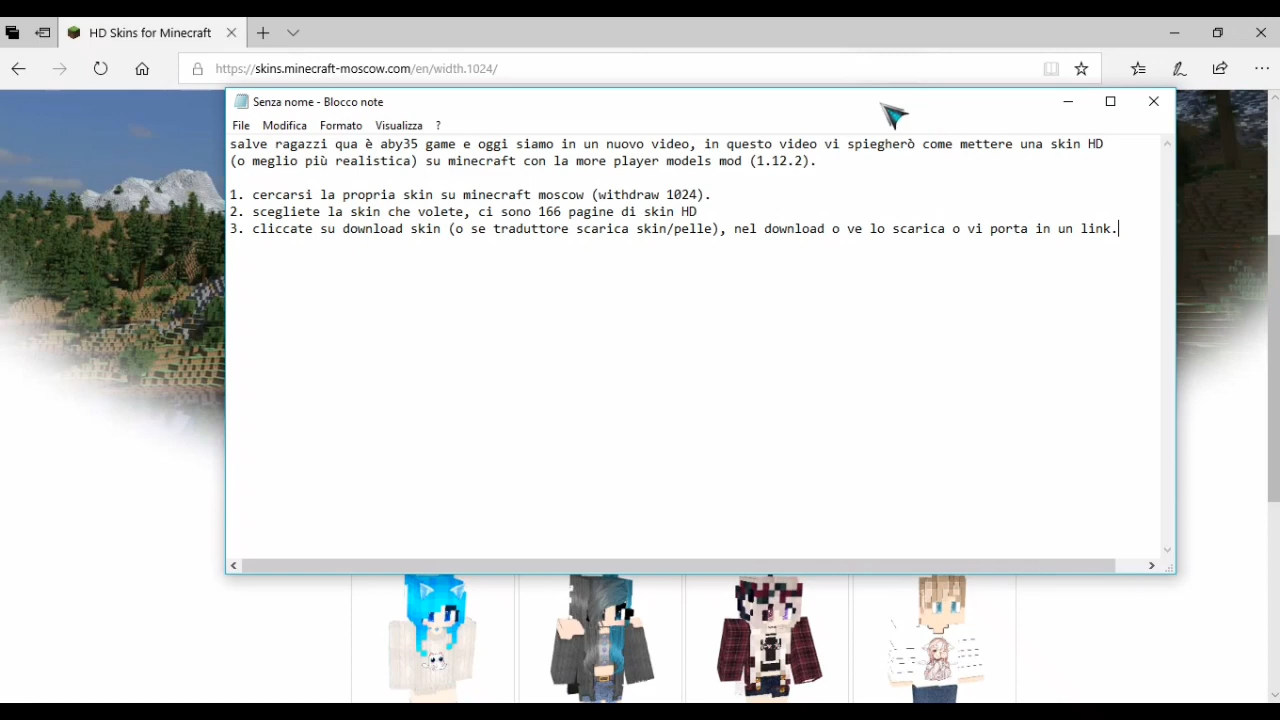 HD Skins for Minecraft
https://skins.minecraft-moscow.com/en/width.1024/
Senza nome - Blocco note
File Modifica Formato Visualizza ?
salve ragazzi qua è aby35 game e oggi siamo in un nuovo video, in questo video vi spiegherò come mettere una skin HD
(o meglio più realistica) su minecraft con la more player models mod (1.12.2).
1. cercarsi la propria skin su minecraft moscow (withdraw 1024).
2. scegliete la skin che volete, ci sono 166 pagine di skin HD
3. cliccate su download skin (o se traduttore scarica skin/pelle), nel download o ve lo scarica o vi porta in un link.